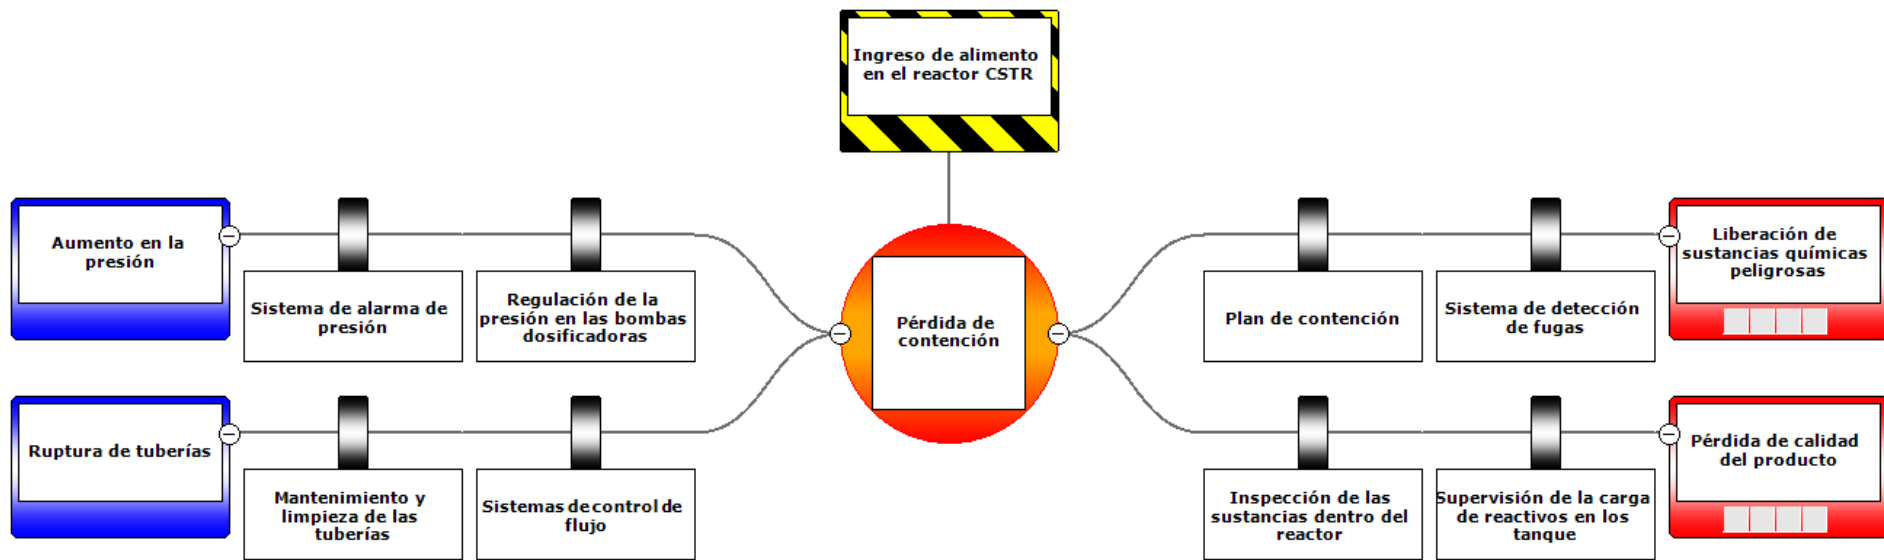 Ingreso de alimento
en el reactor CSTR
Aumento en la
presión
Sistema de alarma de
presión
Regulación de la
presión en las bombas
dosificadoras
Pérdida de
contención
Plan de contención
Sistema de detección
de fugas
Liberación de
sustancias químicas
peligrosas
Ruptura de tuberías
Mantenimiento y
limpieza de las
tuberías
Sistemas de control de
flujo
Inspección de las
sustancias dentro del
reactor
Supervisión de la carga
de reactivos en los
tanque
Pérdida de calidad
del producto